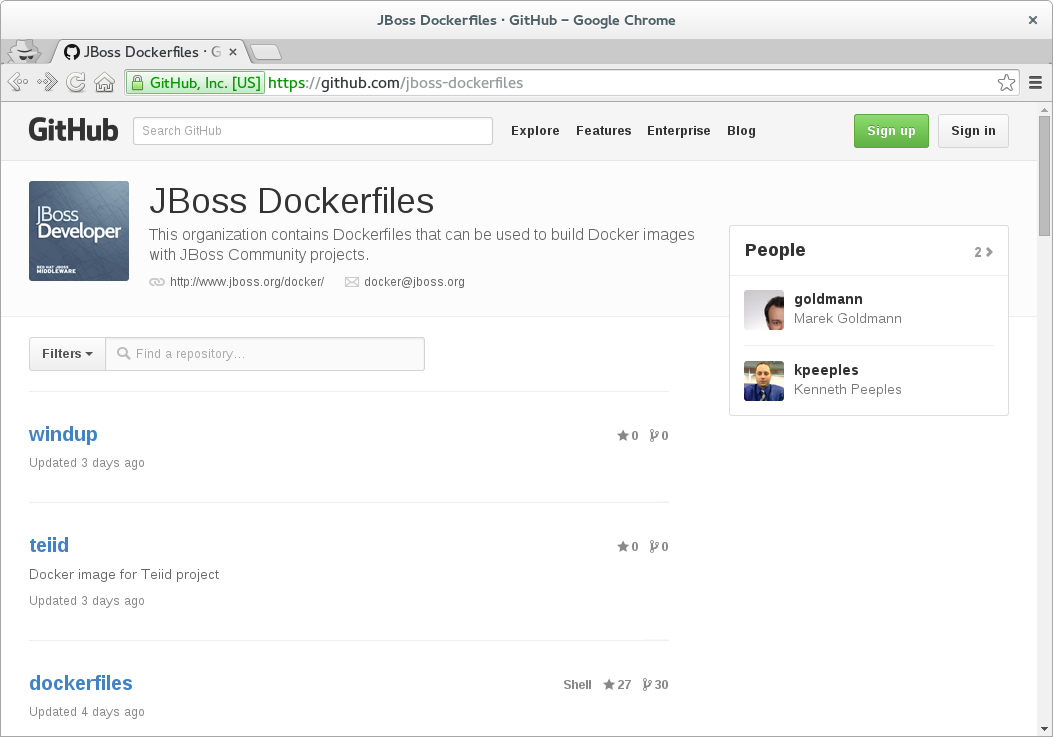 JBoss Dockerfiles · GitHub – Google Chrome
JBoss Dockerfiles · G
GitHub, Inc. [US] https://github.com/jboss-dockerfiles
GitHub Search GitHub Explore Features Enterprise Blog Sign up Sign in
JBoss
Developer
RED HAT JBOSS
MIDDLEWARE
JBoss Dockerfiles
This organization contains Dockerfiles that can be used to build Docker images
with JBoss Community projects.
http://www.jboss.org/docker/ docker@jboss.org
People 2
goldmann
Marek Goldmann
kpeeples
Kenneth Peeples
Filters Find a repository…
windup 0 0
Updated 3 days ago
teiid 0 0
Docker image for Teiid project
Updated 3 days ago
dockerfiles Shell 27 30
Updated 4 days ago